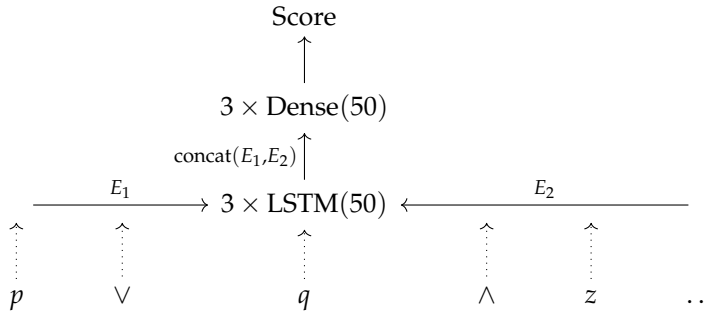 Score
3 × Dense(50)
concat(E₁,E₂)
E₁ 3 × LSTM(50) E₂
p ∨ q ∧ z . .